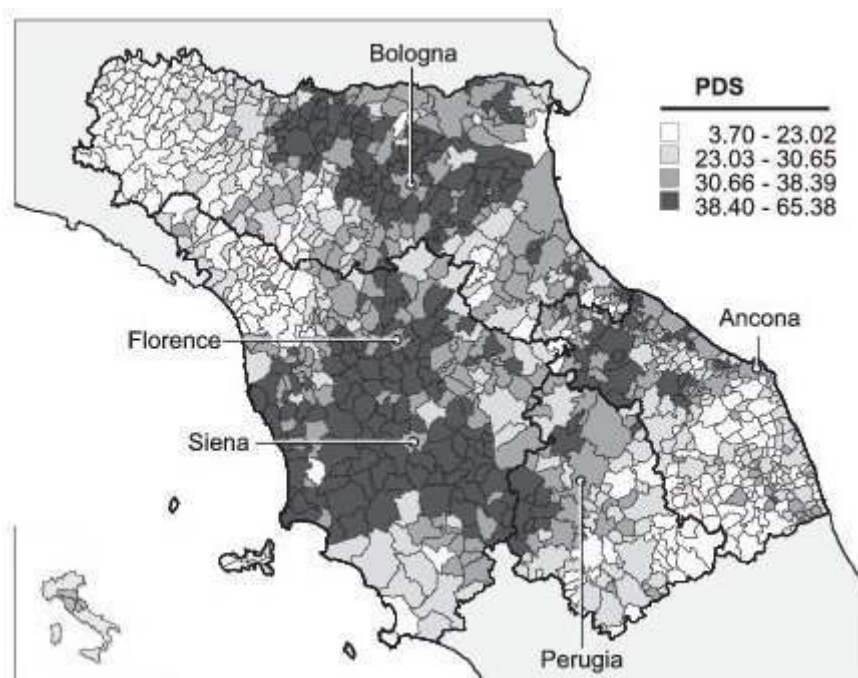 Bologna
PDS
3.70 - 23.02
23.03 - 30.65
30.66 - 38.39
38.40 - 65.38
Ancona
Florence
Siena
Perugia